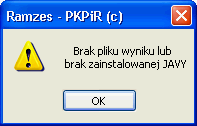 Ramzes - PKPiR (c)
Brak pliku wyniku lub
brak zainstalowanej JAVY
OK